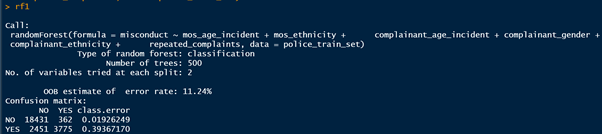 > rf1
Call:
randomForest(formula = misconduct ~ mos_age_incident + mos_ethnicity + complainant_age_incident + complainant_gender +
complainant_ethnicity + repeated_complaints, data = police_train_set)
Type of random forest: classification
Number of trees: 500
No. of variables tried at each split: 2
OOB estimate of error rate: 11.24%
Confusion matrix:
NO YES class.error
NO 18431 362 0.01926249
YES 2451 3775 0.39367170